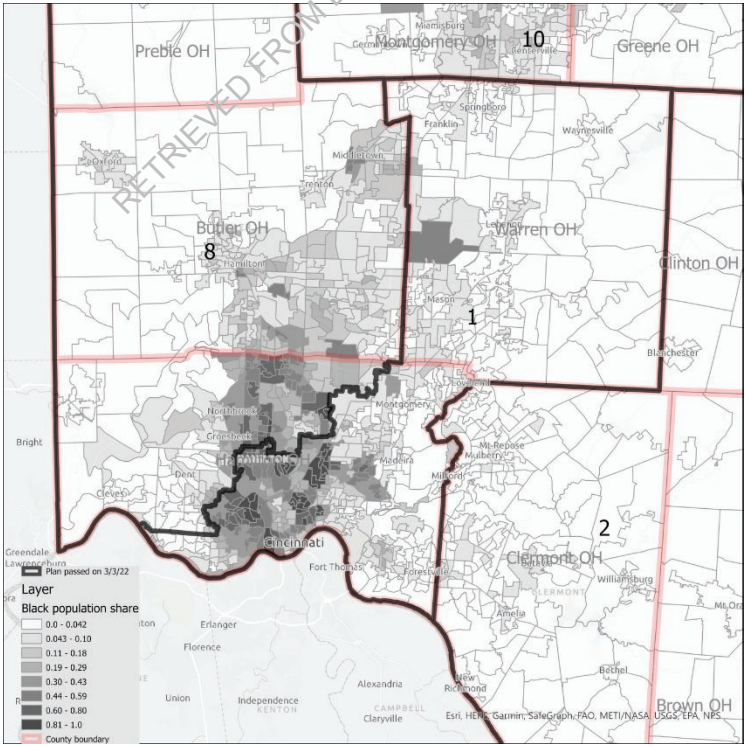 Miamisburg
Germantown
Montgomery OH
10
Centerville
Greene OH
Preble OH
RETRIEVED FROM
Springboro
Franklin
Waynesville
Middletown
Oxford
Trenton
Butler OH
Lebanon
Warren OH
8
Hamilton
Clinton OH
Mason
1
Blanchester
Loveland
Montgomery
Northbrook
Groesbeck
Bright
Mt Repose
Mulberry
Hamilton OH
Madeira
Dent
Milford
Cleves
2
Cincinnati
Greendale
Lawrenceburg
Clermont OH
Batavia
Fort Thomas
Forestville
Williamsburg
CLERMONT
Plan passed on 3/3/22
Layer
Black population share
0.0 - 0.042
0.043 - 0.10
0.11 - 0.18
0.19 - 0.29
0.30 - 0.43
0.44 - 0.59
0.60 - 0.80
0.81 - 1.0
County boundary
Amelia
Mt Ora
Erlanger
Florence
Bethel
Alexandria
New
Richmond
Union
Independence
KENTON
CAMPBELL
Claryville
Brown OH
Esri, HERE, Garmin, SafeGraph, FAO, METI/NASA, USGS, EPA, NPS